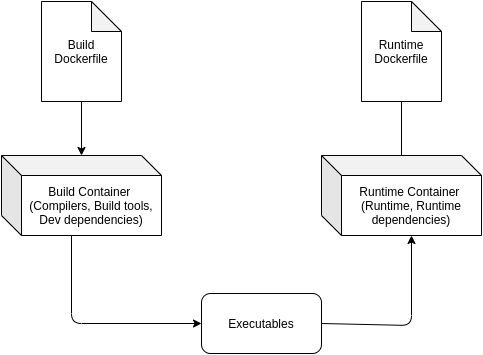 Build
Dockerfile
Runtime
Dockerfile
Build Container
(Compilers, Build tools,
Dev dependencies)
Runtime Container
(Runtime, Runtime
dependencies)
Executables